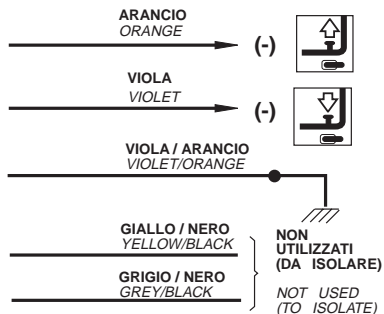 ARANCIO
ORANGE
(-)
VIOLA
VIOLET
(-)
VIOLA / ARANCIO
VIOLET/ORANGE
GIALLO / NERO
YELLOW/BLACK
GRIGIO / NERO
GREY/BLACK
NON
UTILIZZATI
(DA ISOLARE)
NOT USED
(TO ISOLATE)